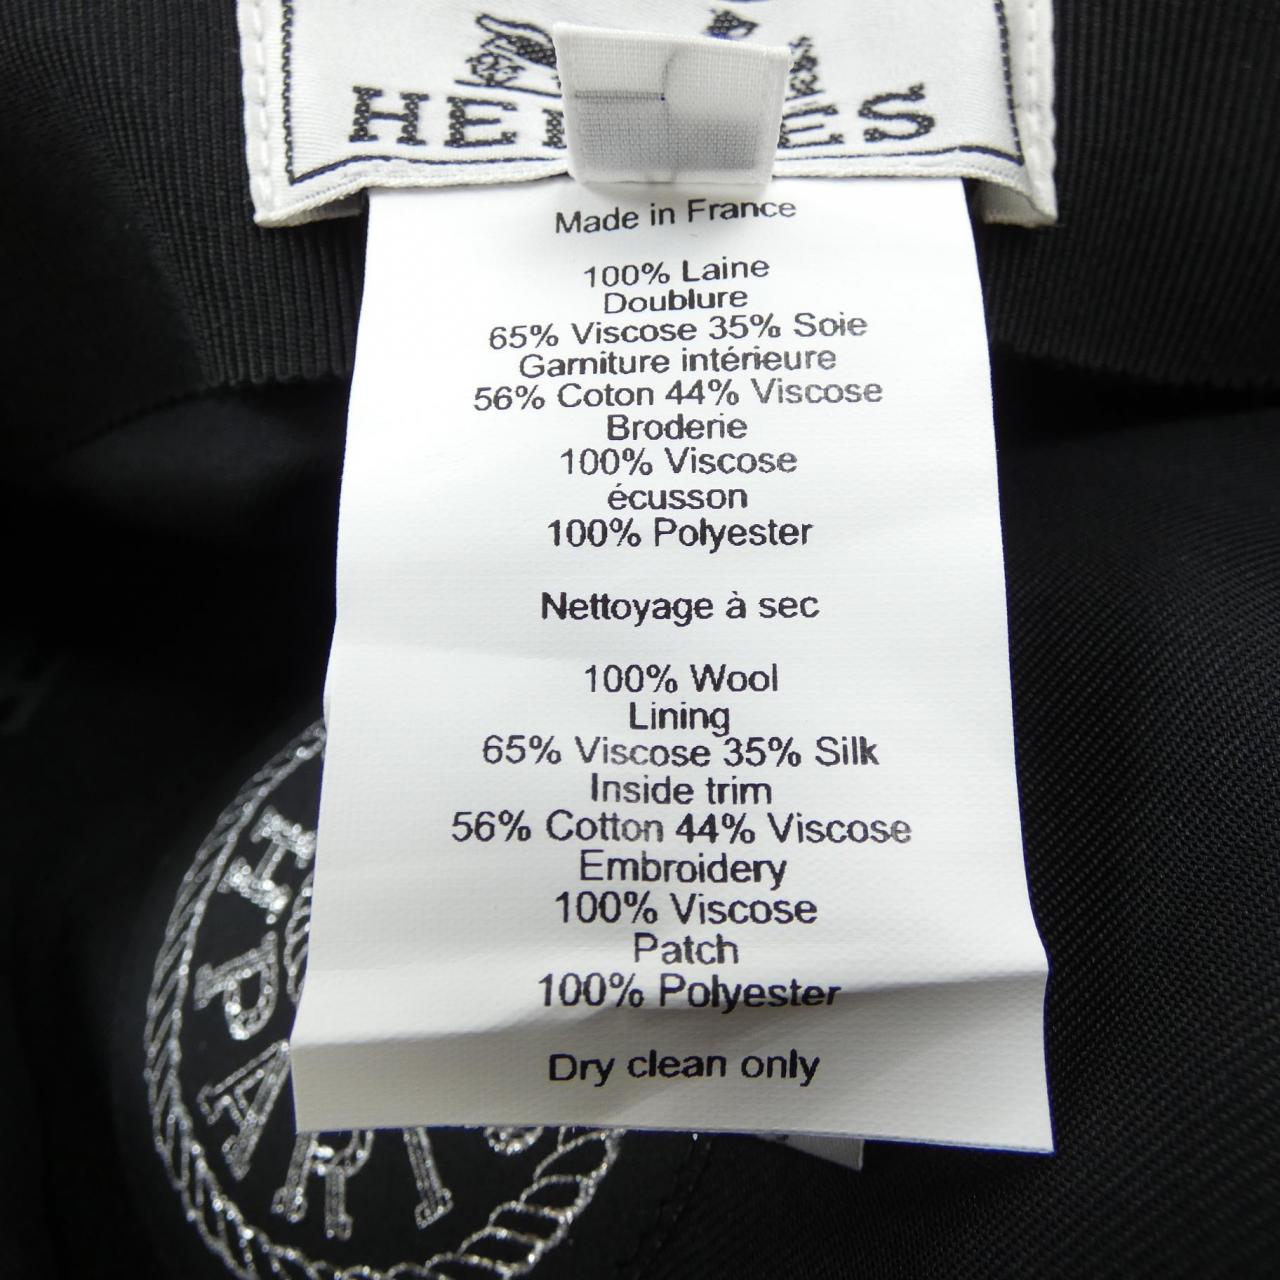 HERMES
Made in France
100% Laine
Doublure
65% Viscose 35% Soie
Garniture intérieure
56% Coton 44% Viscose
Broderie
100% Viscose
écusson
100% Polyester
Nettoyage à sec
100% Wool
Lining
65% Viscose 35% Silk
Inside trim
56% Cotton 44% Viscose
Embroidery
100% Viscose
Patch
100% Polyester
Dry clean only
PARIS